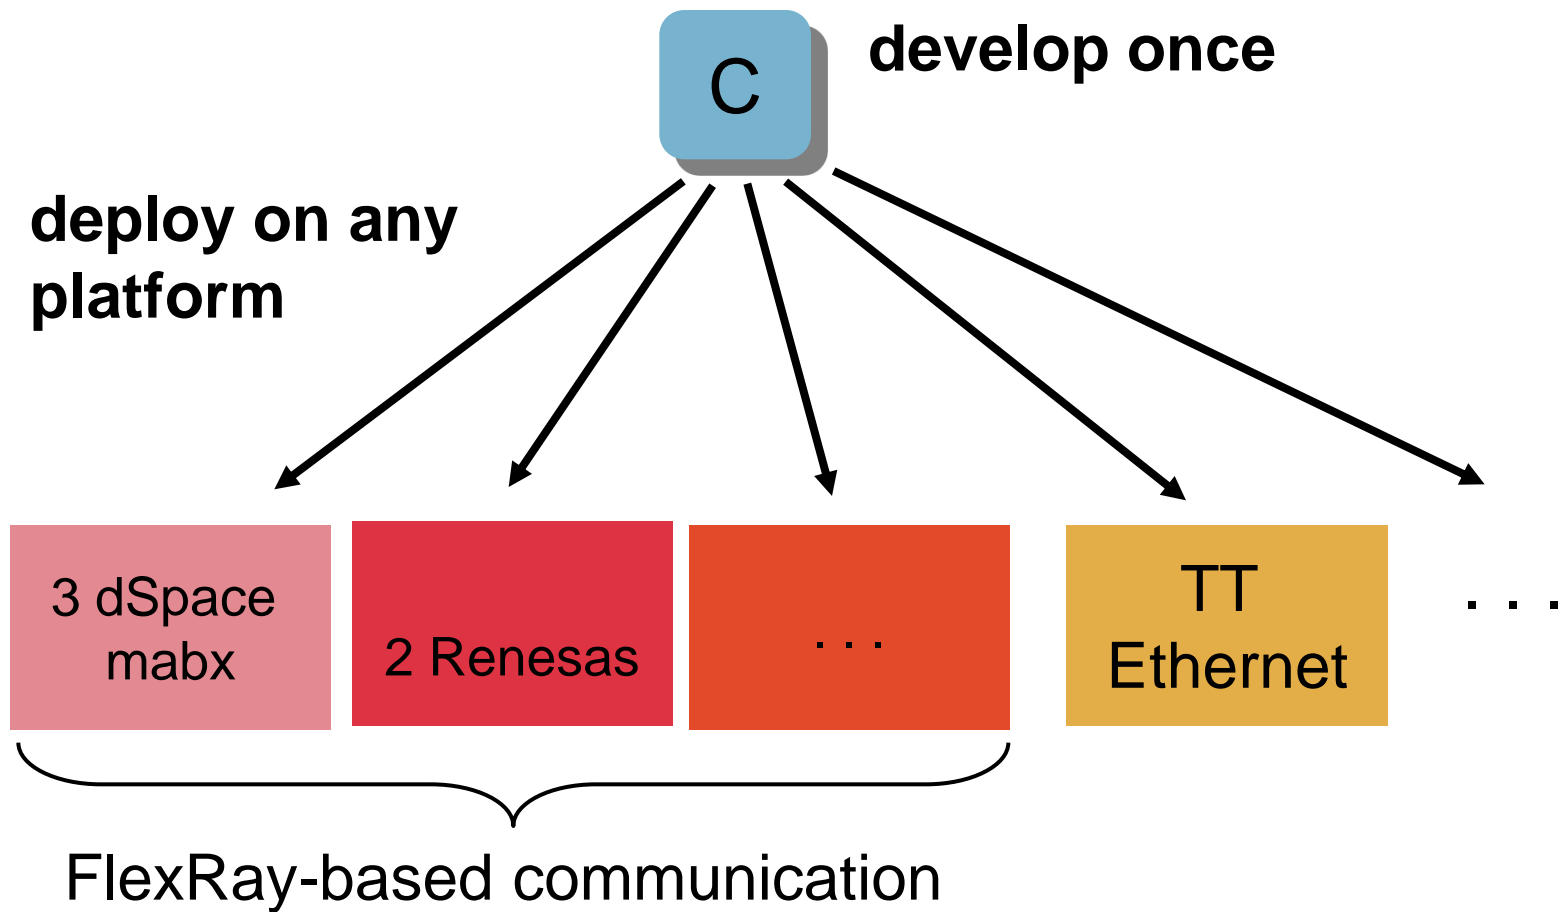 C
develop once
deploy on any
platform
3 dSpace
mabx
2 Renesas
. . .
TT
Ethernet
. . .
FlexRay-based communication